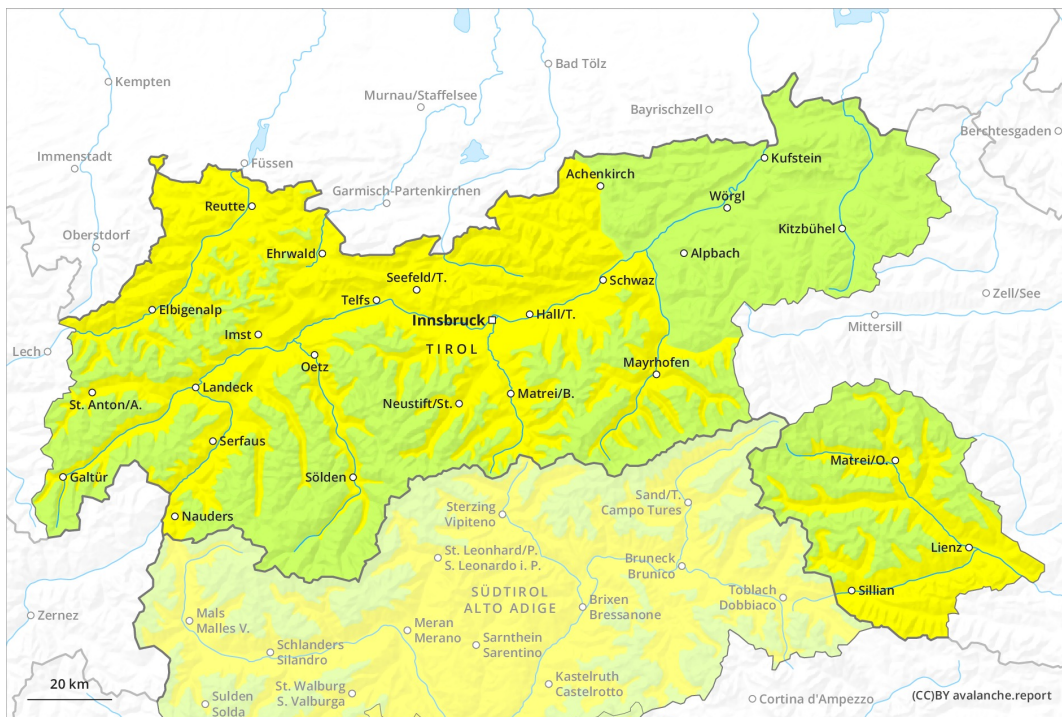 Kempten
Bad Tölz
Murnau/Staffelsee
Bayrischzell
Berchtesgaden
Immenstadt
Füssen
Kufstein
Achenkirch
Garmisch-Partenkirchen
Reutte
Wörgl
Kitzbühel
Oberstdorf
Ehrwald
Alpbach
Seefeld/T.
Schwaz
Zell/See
Telfs
Elbigenalp
Innsbruck
Hall/T.
Mittersill
Imst
TIROL
Lech
Oetz
Mayrhofen
Landeck
St. Anton/A.
Neustift/St.
Matrei/B.
Serfaus
Matrei/O.
Galtür
Sölden
Sterzing
Vipiteno
Sand/T.
Campo Tures
Nauders
Lienz
St. Leonhard/P.
S. Leonardo i. P.
Bruneck
Brunico
Sillian
SÜDTIROL
ALTO ADIGE
Toblach
Dobbiaco
Brixen
Bressanone
Zernez
Mals
Malles V.
Meran
Merano
Sarnthein
Sarentino
Schlanders
Silandro
Kastelruth
Castelrotto
20 km
St. Walburg
S. Valburga
Sulden
Solda
Cortina d'Ampezzo
(CC)BY avalanche.report